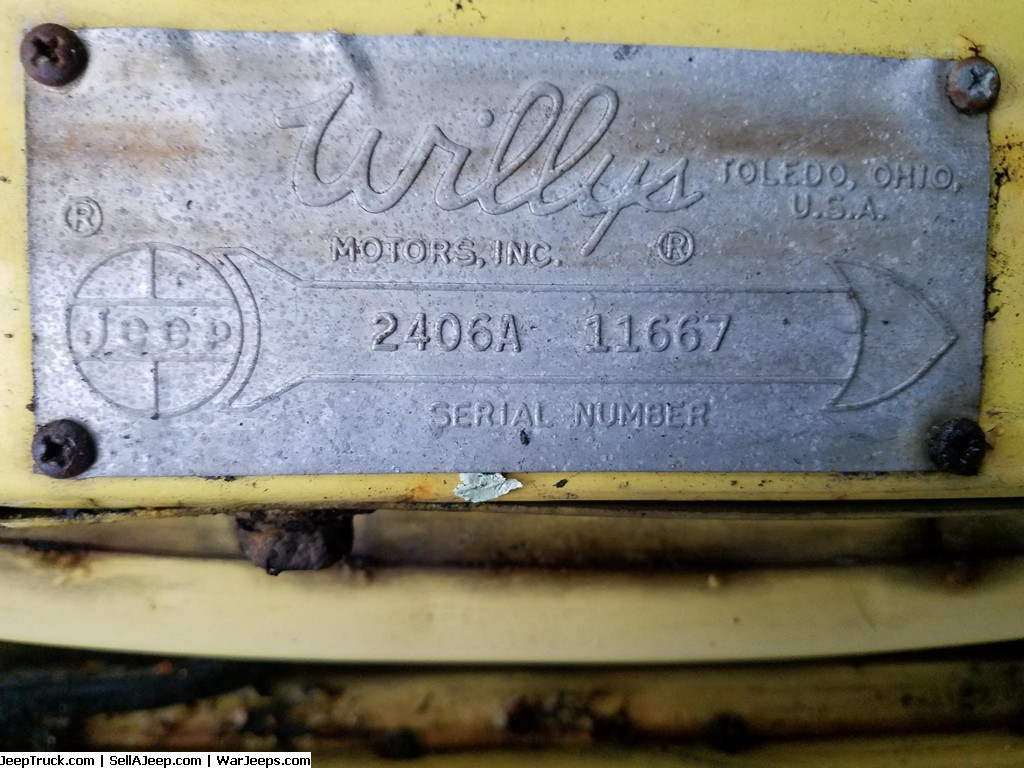 Willys TOLEDO, OHIO,
U.S.A.
®
MOTORS, INC. ®
Jeep 2406A 11667
SERIAL NUMBER
JeepTruck.com | SellAJeep.com | WarJeeps.com